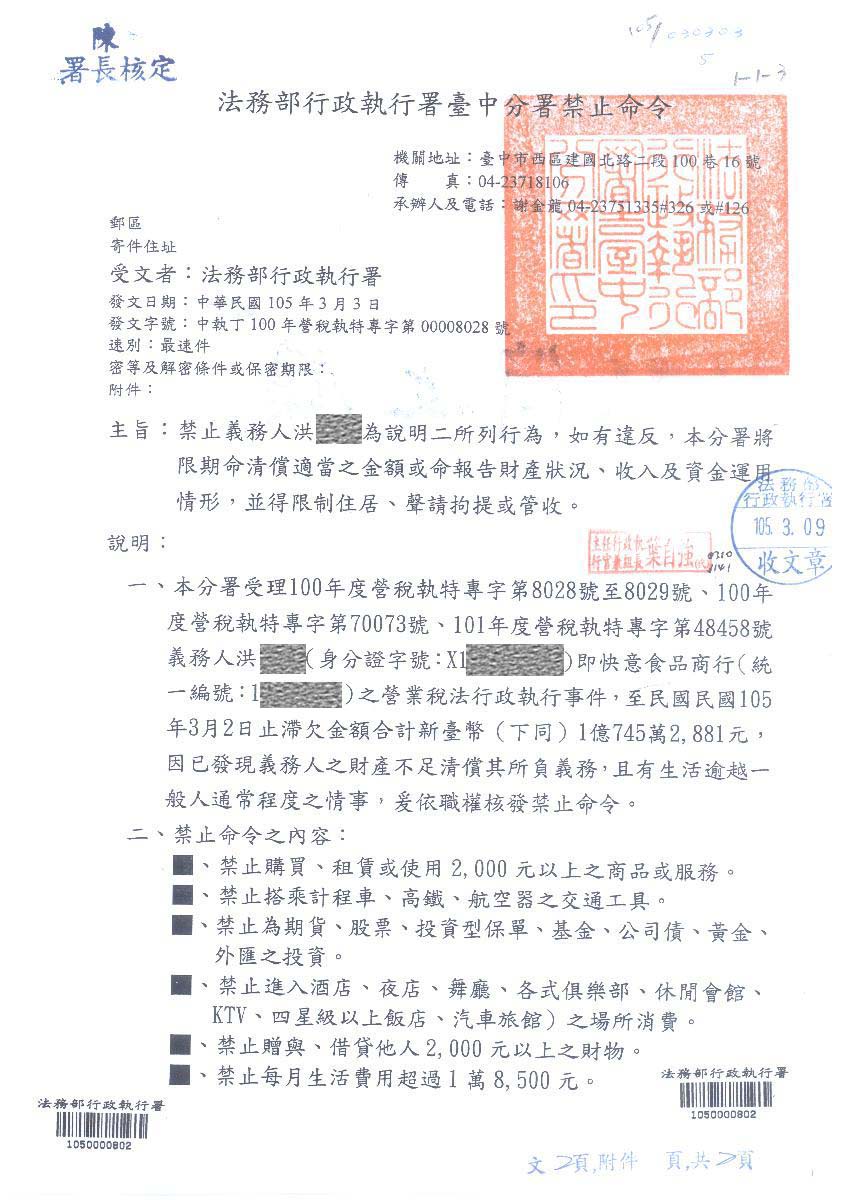 陳
署長核定
105/030303
5
1-1-3
法務部行政執行署臺中分署禁止命令
機關地址：臺中市西區建國北路二段100巷16號
傳　　真：04-23718106
承辦人及電話：謝金龍 04-23751335#326 或#126
法務部行政執行署臺中分署印
郵區
寄件住址
受文者：法務部行政執行署
發文日期：中華民國 105 年 3 月 3 日
發文字號：中執丁 100 年營稅執特專字第 00008028 號
速別：最速件
密等及解密條件或保密期限：
附件：
主旨：禁止義務人洪 為說明二所列行為，如有違反，本分署將
限期命清償適當之金額或命報告財產狀況、收入及資金運用
情形，並得限制住居、聲請拘提或管收。
法務部
行政執行署
105. 3. 09
收文章
主任行政執
行官兼組長 葉自強
0310
1141
說明：
一、本分署受理100年度營稅執特專字第8028號至8029號、100年
度營稅執特專字第70073號、101年度營稅執特專字第48458號
義務人洪 (身分證字號：X1 )即快意食品商行(統
一編號：1 )之營業稅法行政執行事件，至民國民國105
年3月2日止滯欠金額合計新臺幣（下同）1億745萬2,881元，
因已發現義務人之財產不足清償其所負義務，且有生活逾越一
般人通常程度之情事，爰依職權核發禁止命令。
二、禁止命令之內容：
■、禁止購買、租賃或使用 2,000 元以上之商品或服務。
■、禁止搭乘計程車、高鐵、航空器之交通工具。
■、禁止為期貨、股票、投資型保單、基金、公司債、黃金、
外匯之投資。
■、禁止進入酒店、夜店、舞廳、各式俱樂部、休閒會館、
KTV、四星級以上飯店、汽車旅館）之場所消費。
■、禁止贈與、借貸他人 2,000 元以上之財物。
■、禁止每月生活費用超過 1 萬 8,500 元。
法務部行政執行署
1050000802
法務部行政執行署
1050000802
文 2頁,附件　頁,共 2頁